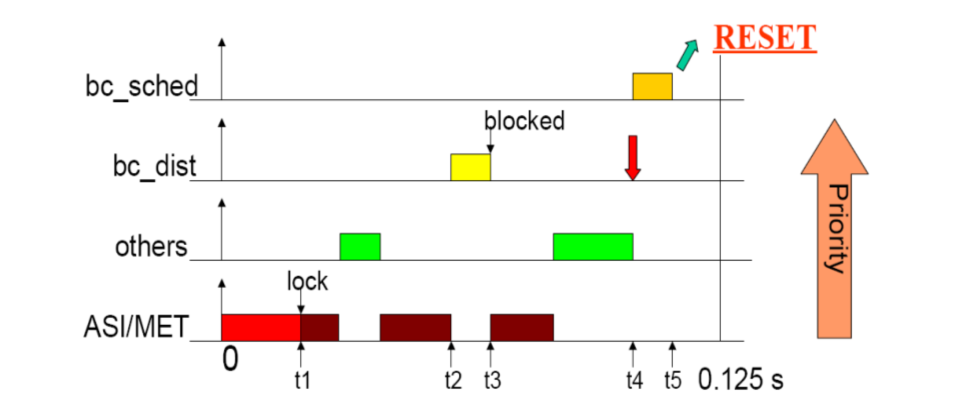 RESET
bc_sched
blocked
bc_dist
Priority
others
lock
ASI/MET
0
t1
t2
t3
t4
t5
0.125 s